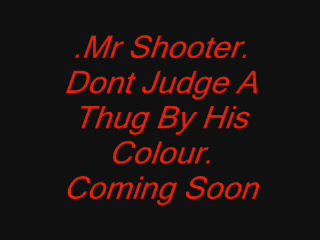 .Mr Shooter.
Dont Judge A
Thug By His
Colour.
Coming Soon